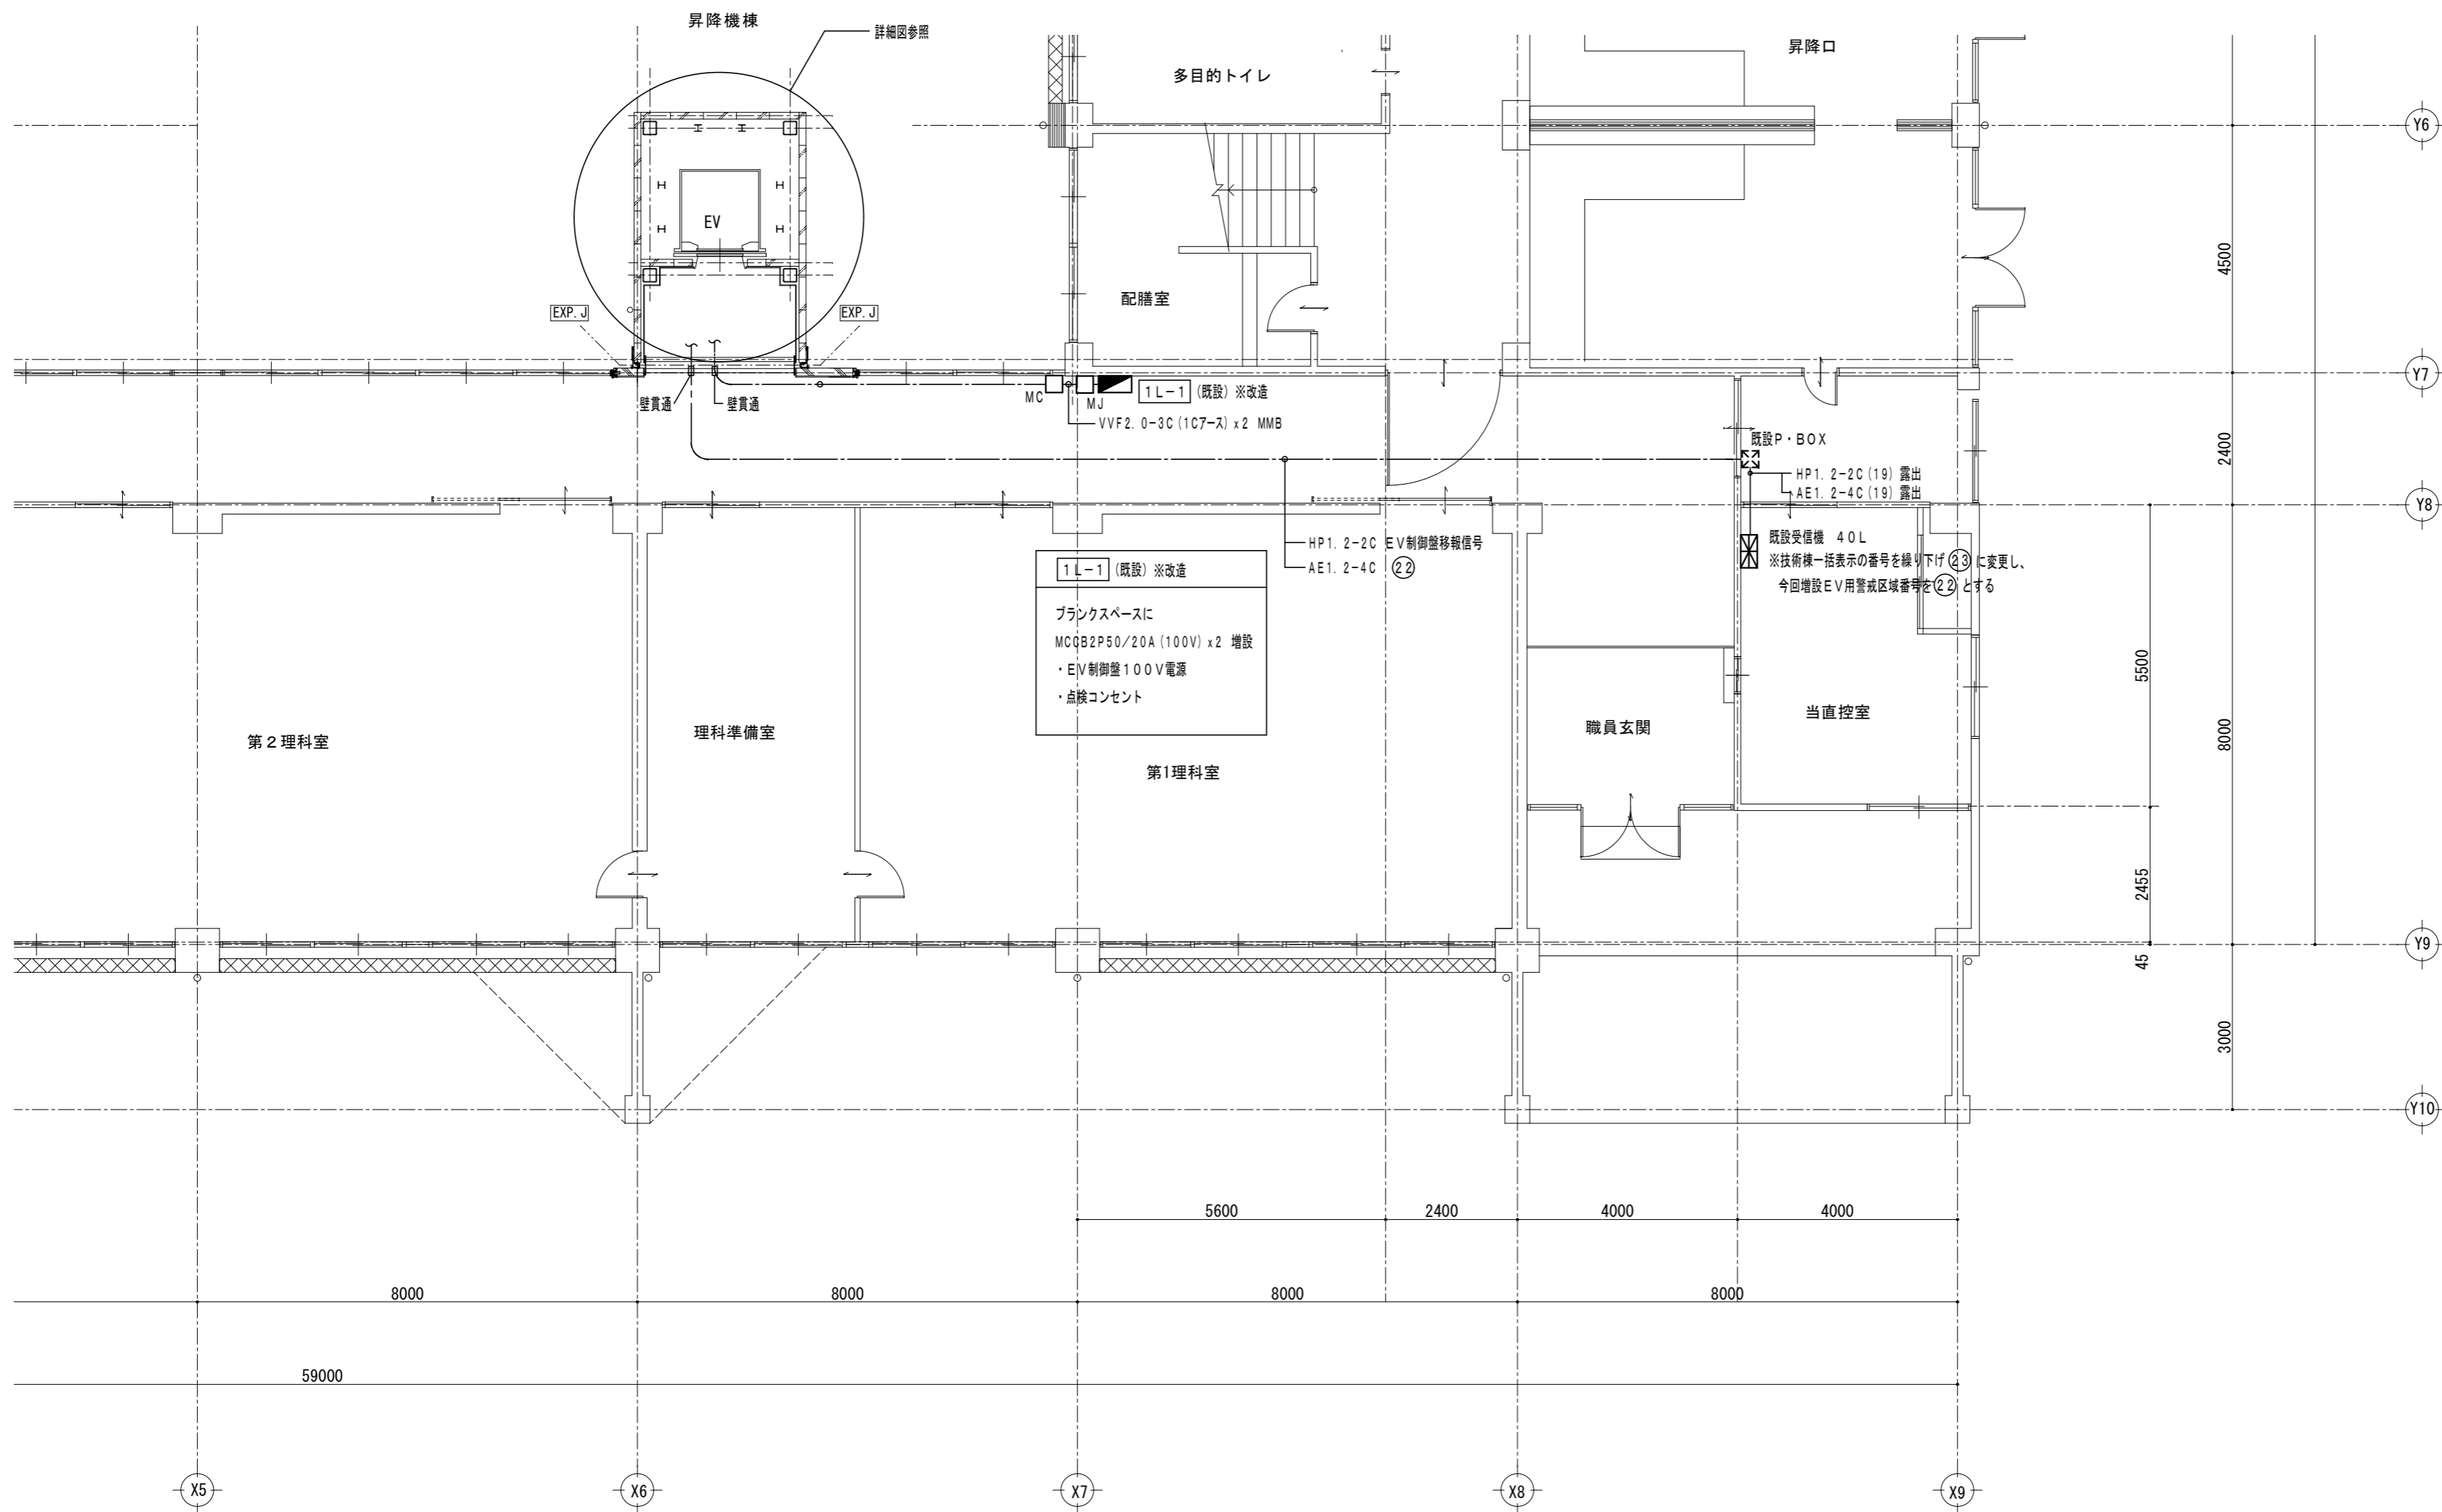 昇降機棟
詳細図参照
昇降口
多目的トイレ
Y6
EV
4500
配膳室
EXP.J
EXP.J
Y7
壁貫通
壁貫通
MC
MJ
1L-1 (既設) ※改造
VVF2.0-3C(1Cアース)x2 MMB
既設P・BOX
2400
HP1.2-2C(19) 露出
AE1.2-4C(19) 露出
Y8
HP1.2-2C EV制御盤移報信号
AE1.2-4C ㉒
既設受信機 40L
※技術棟一括表示の番号を繰り下げ㉓に変更し、
今回増設EV用警戒区域番号を㉒とする
1L-1 (既設) ※改造
ブランクスペースに
MCCB2P50/20A(100V)x2 増設
・EV制御盤100V電源
・点検コンセント
5500
8000
第2理科室
理科準備室
第1理科室
職員玄関
当直控室
2455
Y9
45
3000
Y10
5600
2400
4000
4000
8000
8000
8000
8000
59000
X5
X6
X7
X8
X9